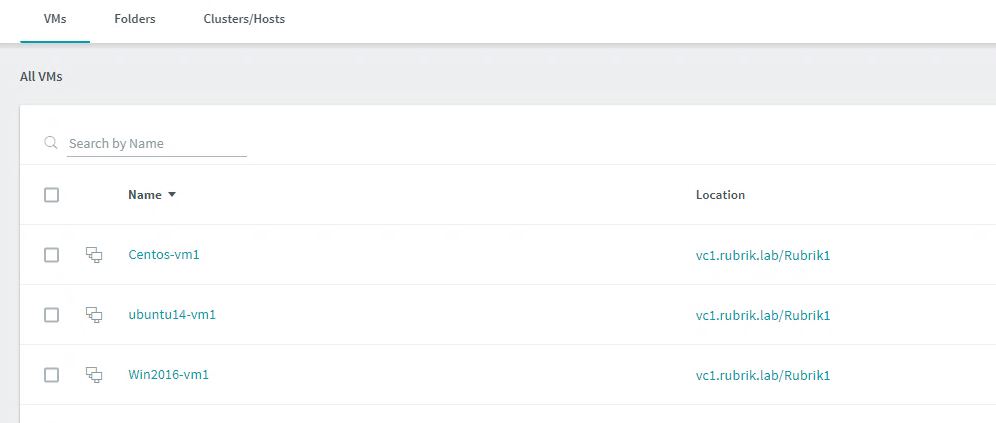 VMs Folders Clusters/Hosts
All VMs
Search by Name
Name Location
Centos-vm1 vc1.rubrik.lab/Rubrik1
ubuntu14-vm1 vc1.rubrik.lab/Rubrik1
Win2016-vm1 vc1.rubrik.lab/Rubrik1